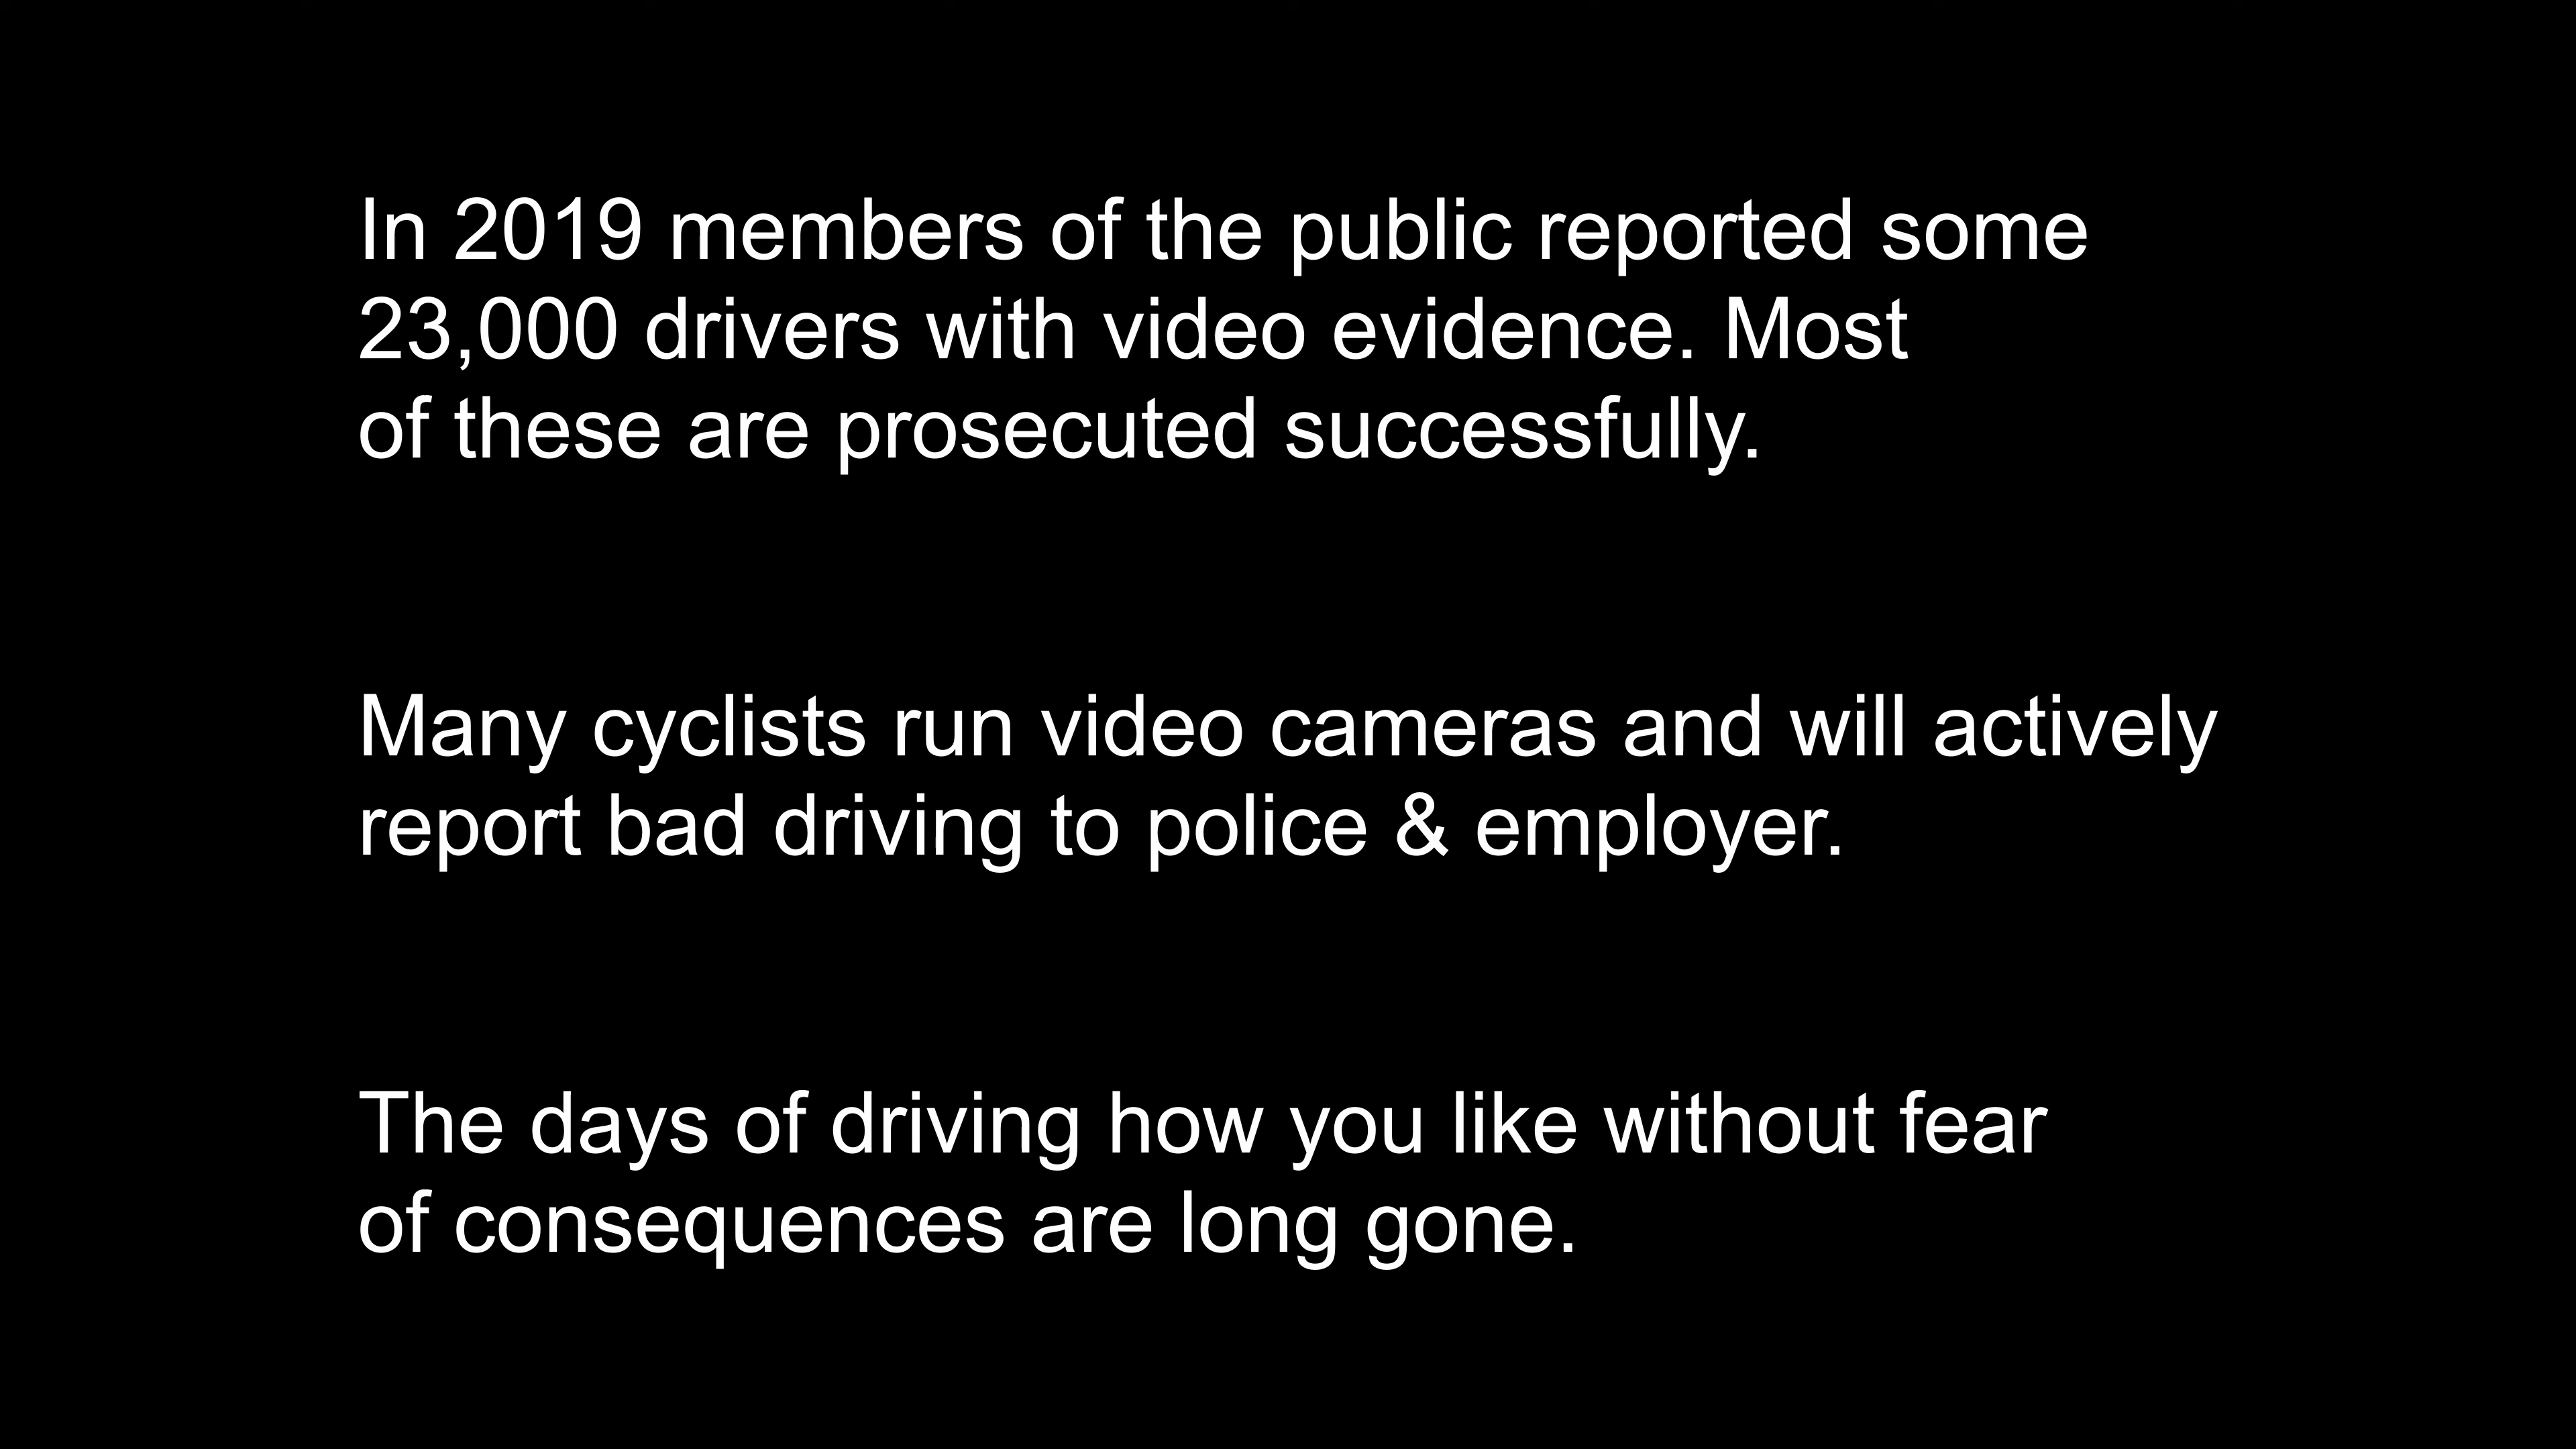 In 2019 members of the public reported some
23,000 drivers with video evidence. Most
of these are prosecuted successfully.
Many cyclists run video cameras and will actively
report bad driving to police & employer.
The days of driving how you like without fear
of consequences are long gone.